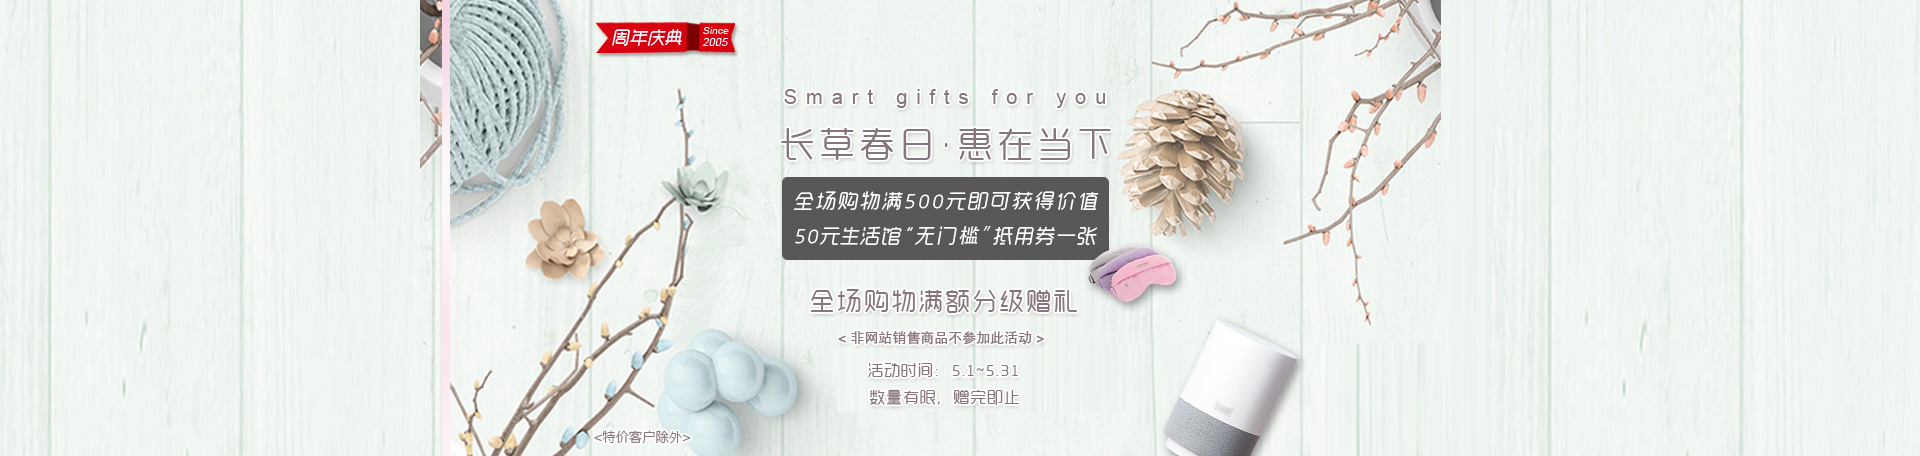 周年庆典
Since
2005
Smart gifts for you
长草春日·惠在当下
全场购物满500元即可获得价值
50元生活馆“无门槛”抵用券一张
全场购物满额分级赠礼
< 非网站销售商品不参加此活动 >
活动时间：5.1~5.31
数量有限，赠完即止
<特价客户除外>